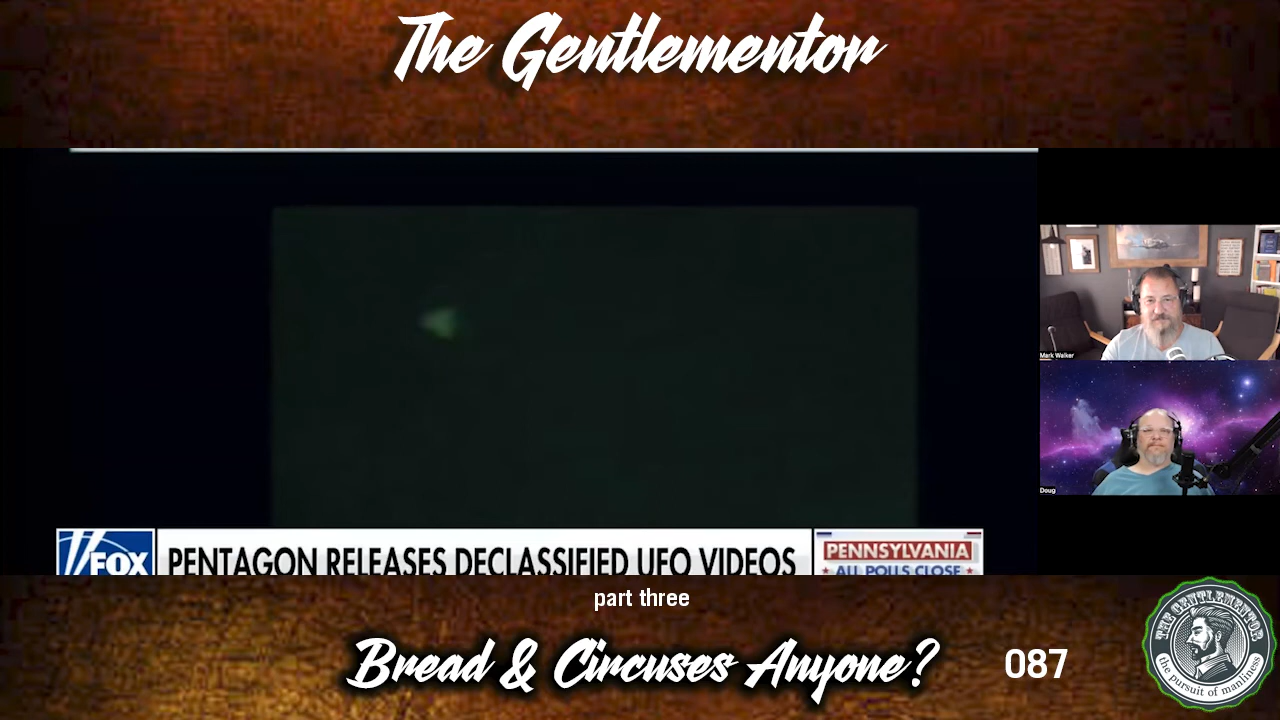 The Gentlementor
Mark Walker
Doug
FOX
PENTAGON RELEASES DECLASSIFIED UFO VIDEOS
PENNSYLVANIA
ALL POLLS CLOSE
part three
Bread & Circuses Anyone?
087
THE GENTLEMENTOR
the pursuit of manliness